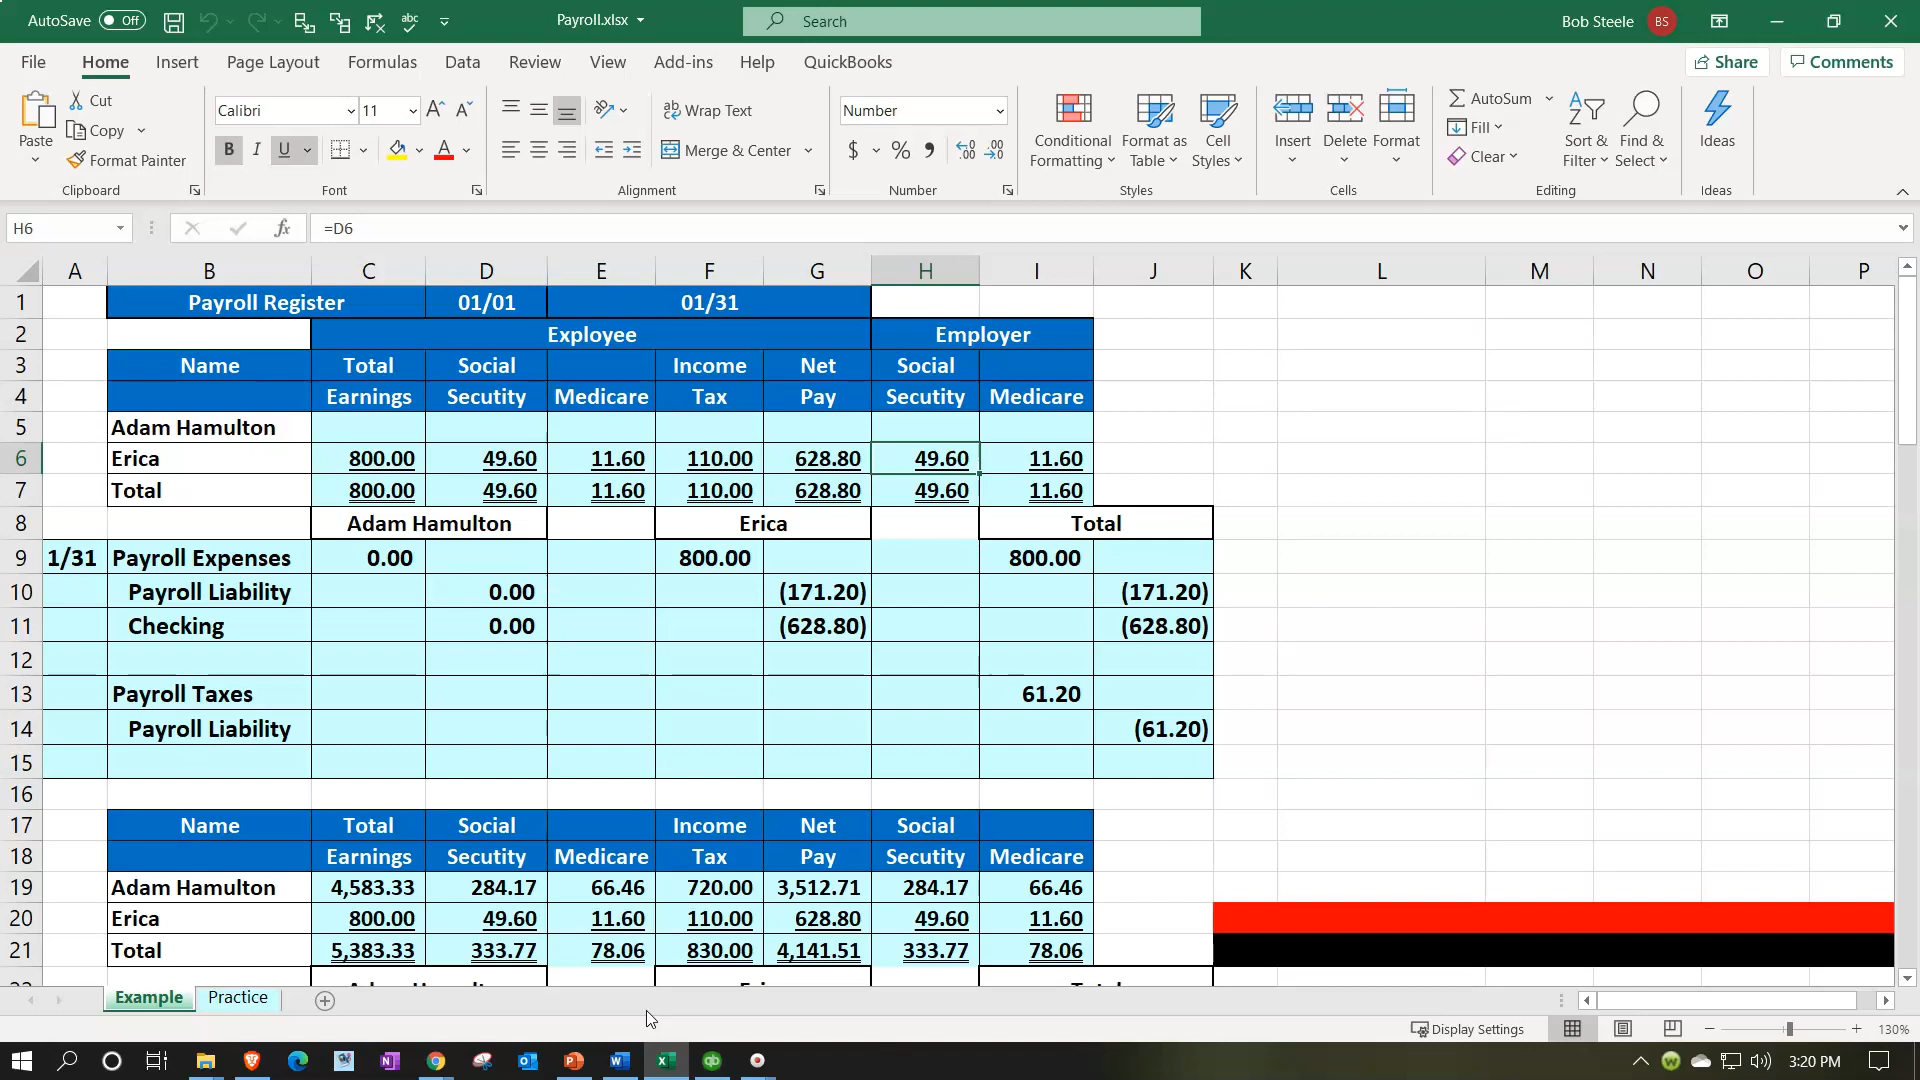 AutoSave Off abc Payroll.xlsx Search Bob Steele BS
File Home Insert Page Layout Formulas Data Review View Add-ins Help QuickBooks Share Comments
Paste Cut Copy Format Painter Clipboard
Calibri 11 A A B I U A Font
ab Wrap Text Merge & Center Alignment
Number $ % Number
Conditional Formatting Format as Table Cell Styles Styles
Insert Delete Format Cells
AutoSum Fill Clear Sort & Filter Find & Select Editing
Ideas Ideas
H6 fx =D6
A B C D E F G H I J K L M N O P
1 Payroll Register 01/01 01/31
2 Exployee Employer
3 Name Total Social Income Net Social
4 Earnings Secutity Medicare Tax Pay Secutity Medicare
5 Adam Hamulton
6 Erica 800.00 49.60 11.60 110.00 628.80 49.60 11.60
7 Total 800.00 49.60 11.60 110.00 628.80 49.60 11.60
8 Adam Hamulton Erica Total
9 1/31 Payroll Expenses 0.00 800.00 800.00
10 Payroll Liability 0.00 (171.20) (171.20)
11 Checking 0.00 (628.80) (628.80)
12
13 Payroll Taxes 61.20
14 Payroll Liability (61.20)
15
16
17 Name Total Social Income Net Social
18 Earnings Secutity Medicare Tax Pay Secutity Medicare
19 Adam Hamulton 4,583.33 284.17 66.46 720.00 3,512.71 284.17 66.46
20 Erica 800.00 49.60 11.60 110.00 628.80 49.60 11.60
21 Total 5,383.33 333.77 78.06 830.00 4,141.51 333.77 78.06
Example Practice
Display Settings 130%
3:20 PM